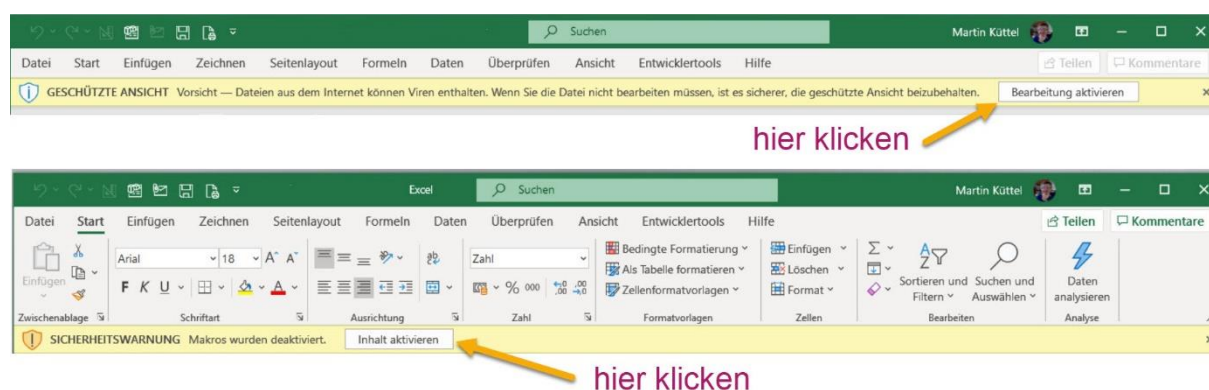 Suchen
Martin Küttel
Datei Start Einfügen Zeichnen Seitenlayout Formeln Daten Überprüfen Ansicht Entwicklertools Hilfe Teilen Kommentare
GESCHÜTZTE ANSICHT Vorsicht — Dateien aus dem Internet können Viren enthalten. Wenn Sie die Datei nicht bearbeiten müssen, ist es sicherer, die geschützte Ansicht beizubehalten. Bearbeitung aktivieren
hier klicken
Excel Suchen Martin Küttel
Datei Start Einfügen Zeichnen Seitenlayout Formeln Daten Überprüfen Ansicht Entwicklertools Hilfe Teilen Kommentare
Einfügen
Arial 18 A A
F K U A
Zahl
% 000
Bedingte Formatierung
Als Tabelle formatieren
Zellenformatvorlagen
Einfügen
Löschen
Format
Sortieren und Filtern
Suchen und Auswählen
Daten analysieren
Zwischenablage Schriftart Ausrichtung Zahl Formatvorlagen Zellen Bearbeiten Analyse
SICHERHEITSWARNUNG Makros wurden deaktiviert. Inhalt aktivieren
hier klicken